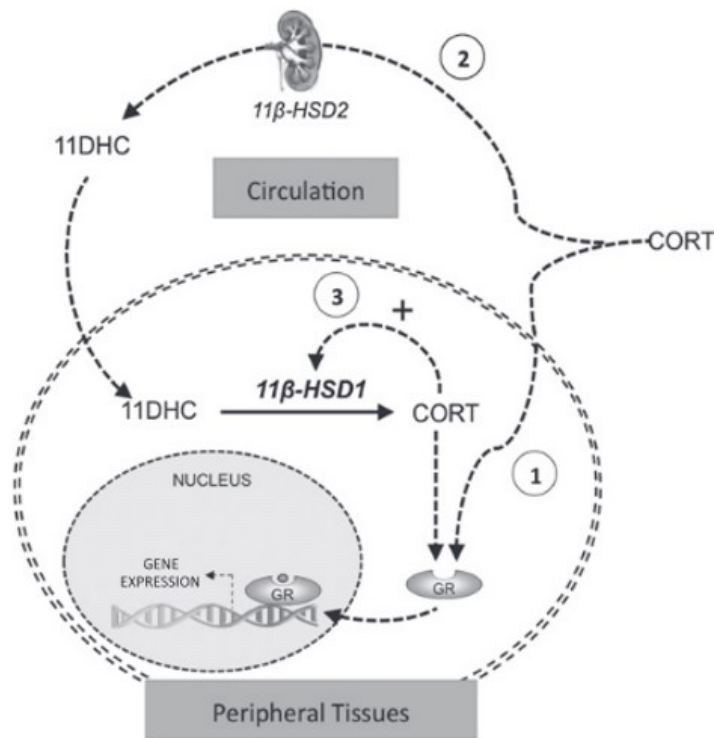 2
11β-HSD2
11DHC
Circulation
CORT
3
+
11DHC
11β-HSD1
CORT
NUCLEUS
1
GENE
EXPRESSION
GR
GR
Peripheral Tissues